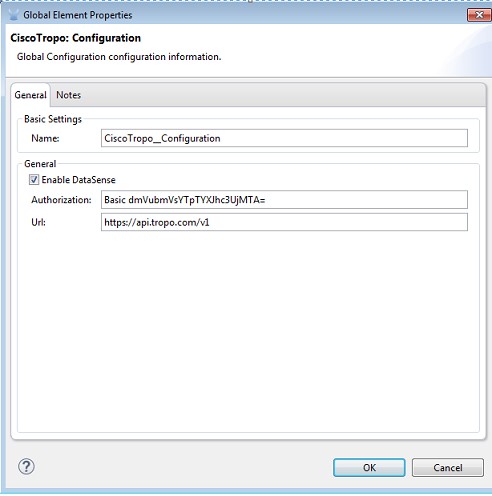 Global Element Properties
CiscoTropo: Configuration
Global Configuration configuration information.
General Notes
Basic Settings
Name: CiscoTropo__Configuration
General
Enable DataSense
Authorization: Basic dmVubmVsYTpTYXJhc3UjMTA=
Url: https://api.tropo.com/v1
?
OK Cancel